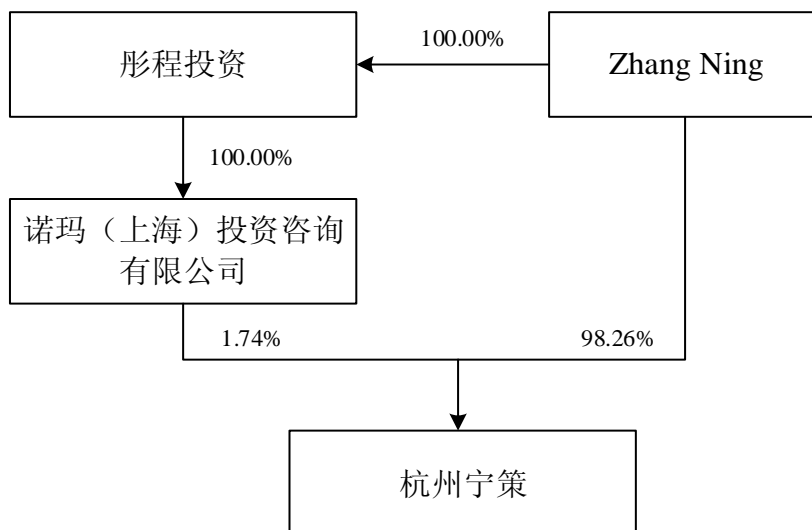 彤程投资
100.00%
Zhang Ning
100.00%
诺玛（上海）投资咨询
有限公司
1.74%
98.26%
杭州宁策